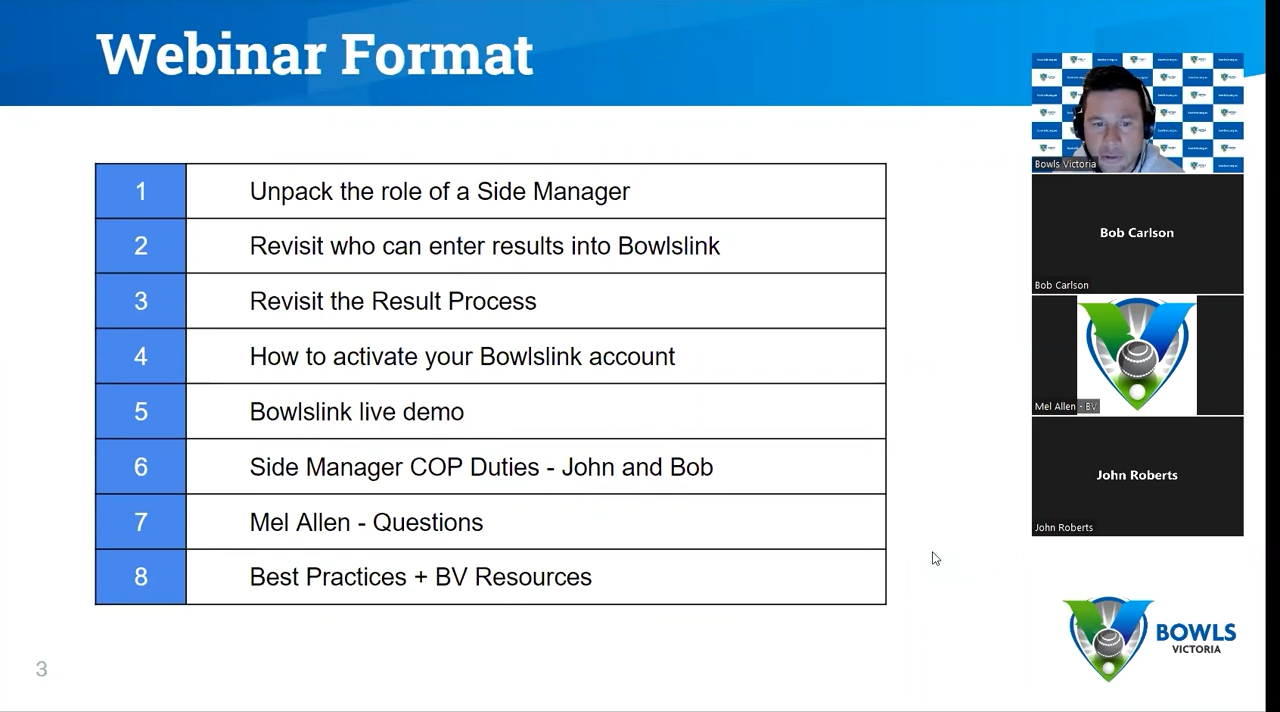 Webinar Format
1 Unpack the role of a Side Manager
2 Revisit who can enter results into Bowlslink
3 Revisit the Result Process
4 How to activate your Bowlslink account
5 Bowlslink live demo
6 Side Manager COP Duties - John and Bob
7 Mel Allen - Questions
8 Best Practices + BV Resources
3
Bowls Victoria
Bob Carlson
Bob Carlson
Mel Allen - BV
John Roberts
John Roberts
BOWLS
VICTORIA